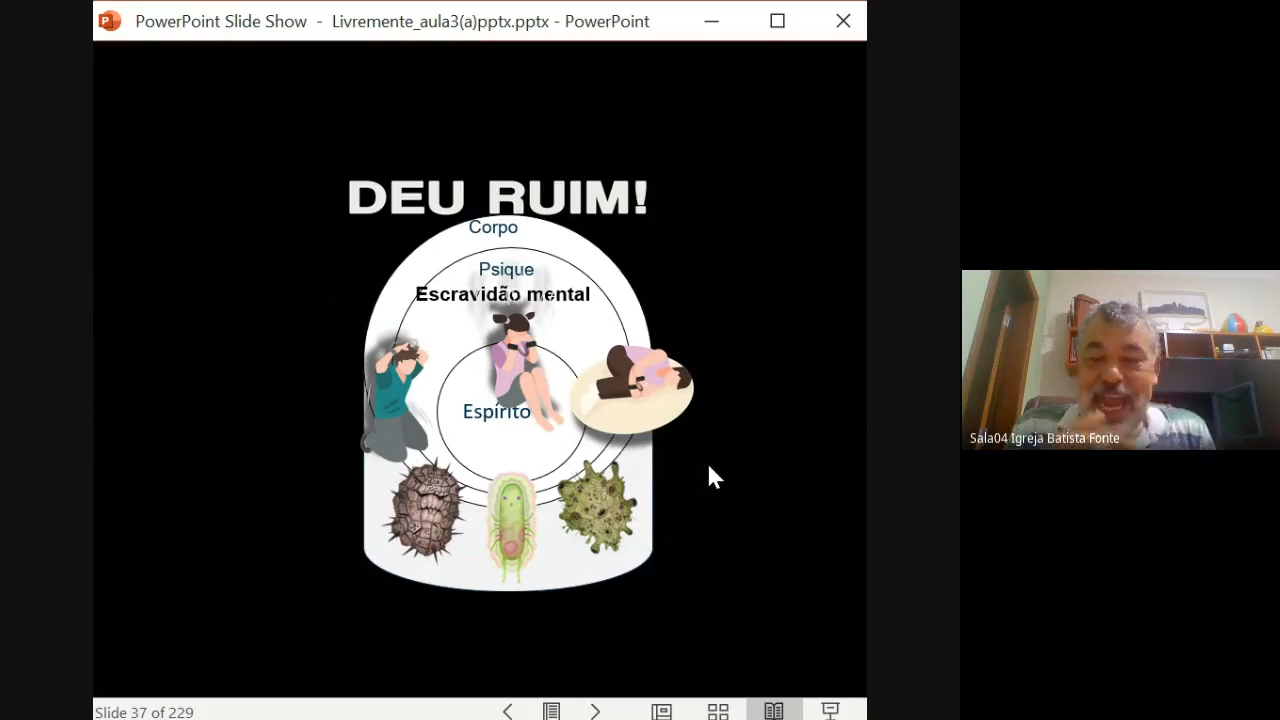 PowerPoint Slide Show - Livremente_aula3(a)pptx.pptx - PowerPoint
DEU RUIM!
Corpo
Psique
Escravidão mental
Espírito
Sala04 Igreja Batista Fonte
Slide 37 of 229